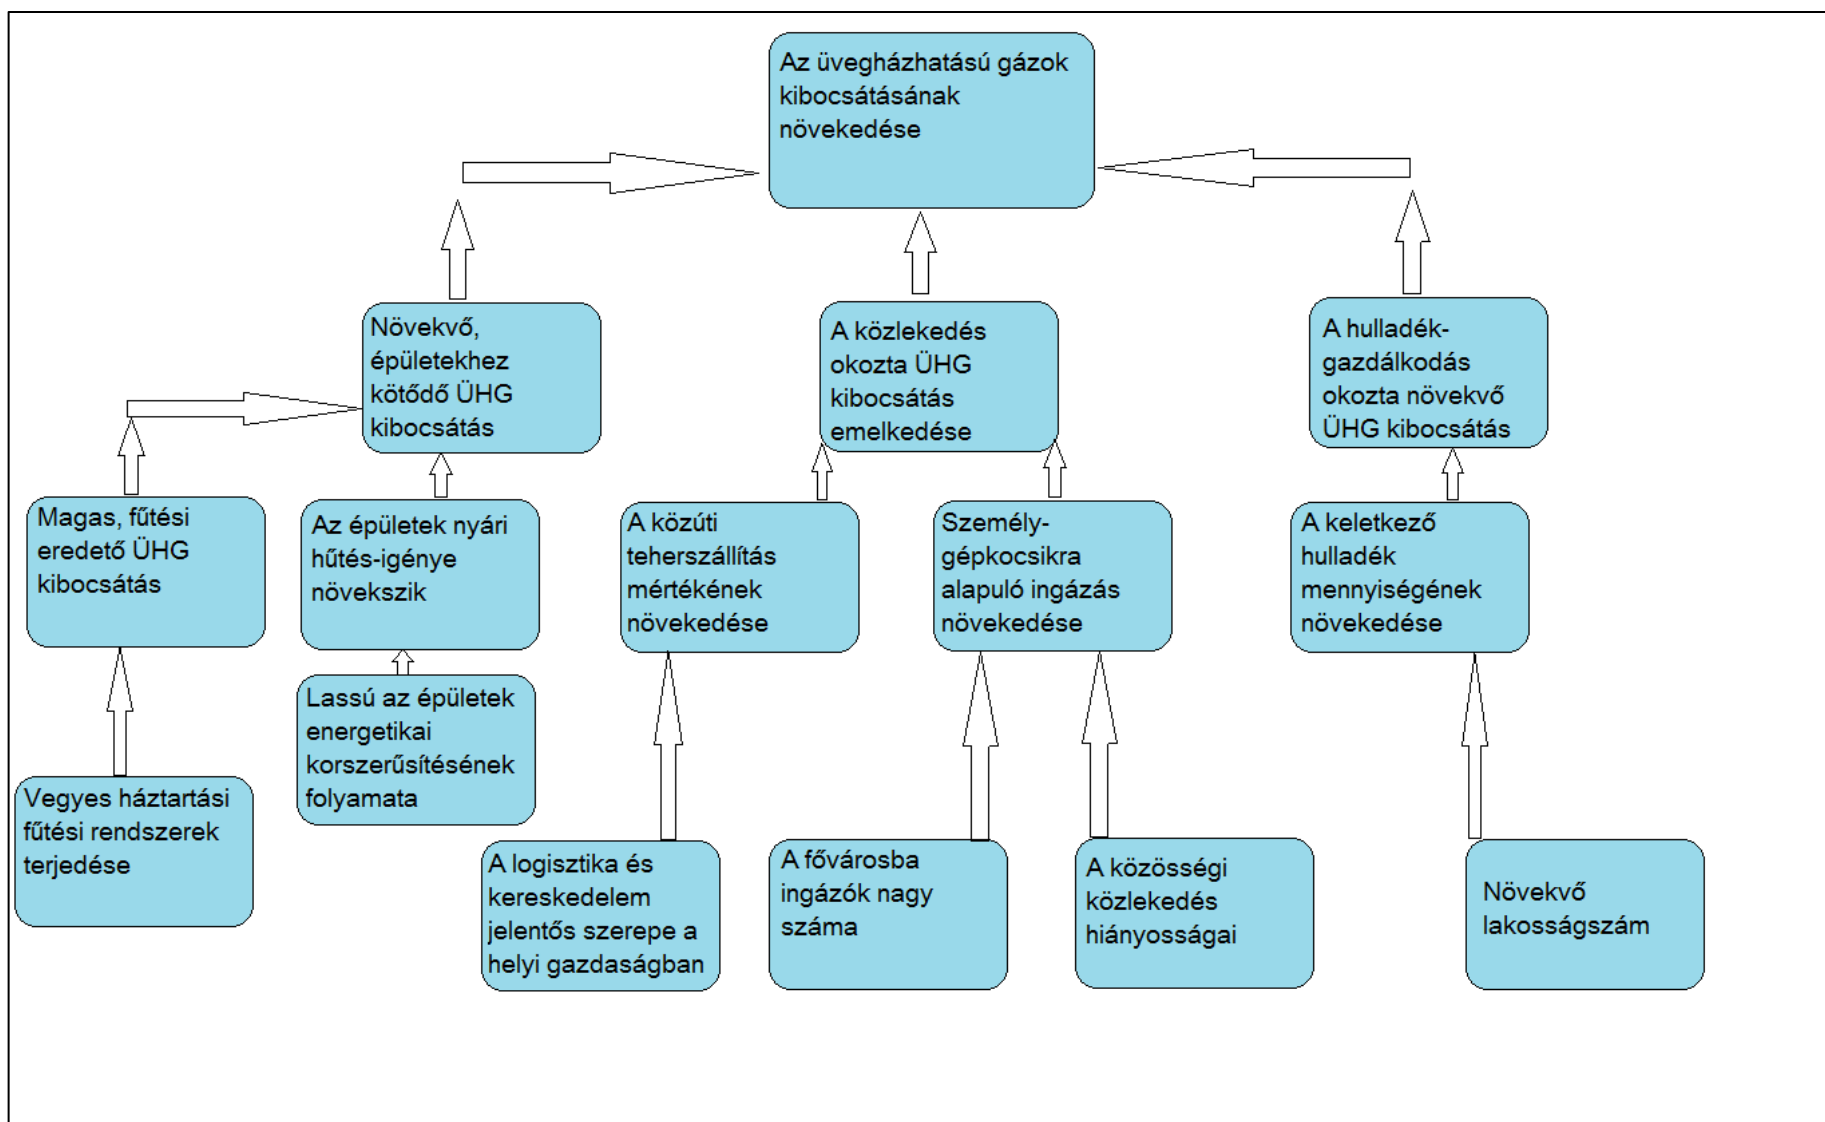 Az üvegházhatású gázok
kibocsátásának
növekedése
Növekvő,
épületekhez
kötődő ÜHG
kibocsátás
A közlekedés
okozta ÜHG
kibocsátás
emelkedése
A hulladék-
gazdálkodás
okozta növekvő
ÜHG kibocsátás
Magas, fűtési
eredető ÜHG
kibocsátás
Az épületek nyári
hűtés-igénye
növekszik
A közúti
teherszállítás
mértékének
növekedése
Személy-
gépkocsikra
alapuló ingázás
növekedése
A keletkező
hulladék
mennyiségének
növekedése
Lassú az épületek
energetikai
korszerűsítésének
folyamata
Vegyes háztartási
fűtési rendszerek
terjedése
A logisztika és
kereskedelem
jelentős szerepe a
helyi gazdaságban
A fővárosba
ingázók nagy
száma
A közösségi
közlekedés
hiányosságai
Növekvő
lakosságszám